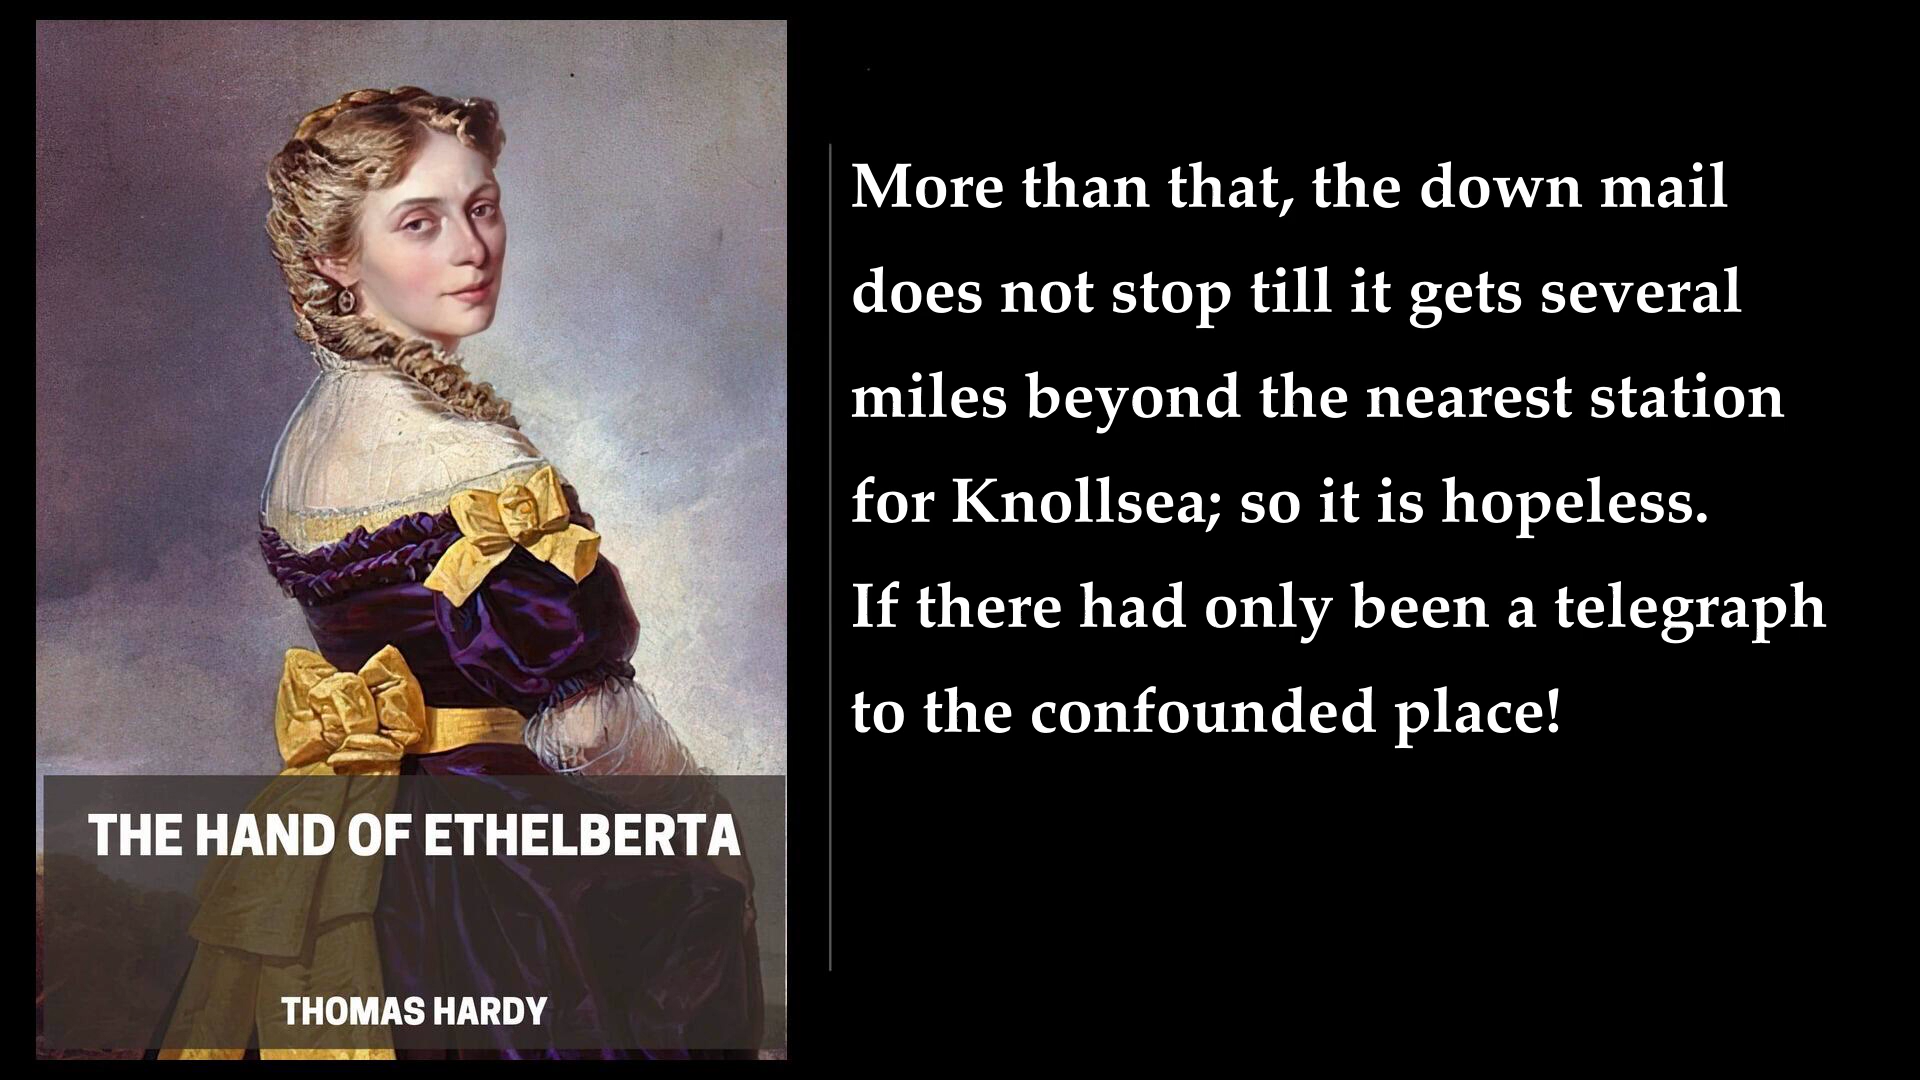 THE HAND OF ETHELBERTA
THOMAS HARDY
More than that, the down mail
does not stop till it gets several
miles beyond the nearest station
for Knollsea; so it is hopeless.
If there had only been a telegraph
to the confounded place!